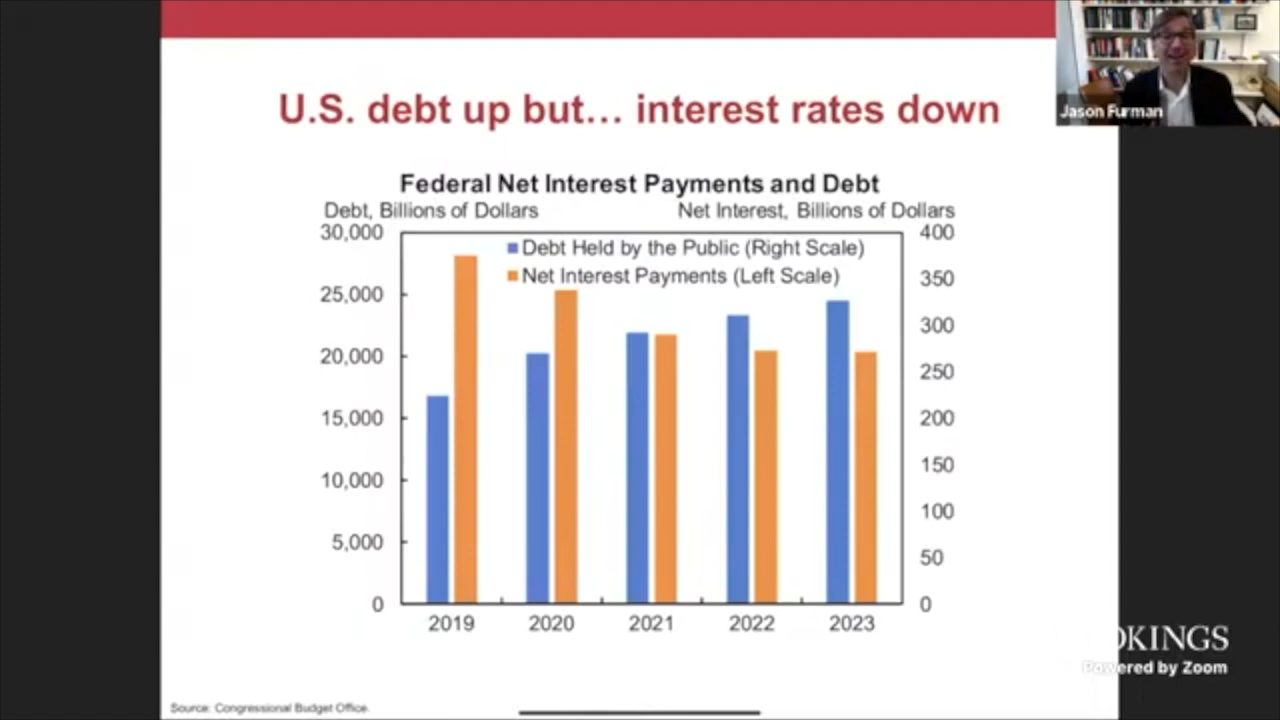 U.S. debt up but... interest rates down
Jason Furman
Federal Net Interest Payments and Debt
Debt, Billions of Dollars
Net Interest, Billions of Dollars
30,000
25,000
20,000
15,000
10,000
5,000
0
Debt Held by the Public (Right Scale)
Net Interest Payments (Left Scale)
400
350
300
250
200
150
100
50
0
2019 2020 2021 2022 2023
OKINGS
Powered by Zoom
Source: Congressional Budget Office.